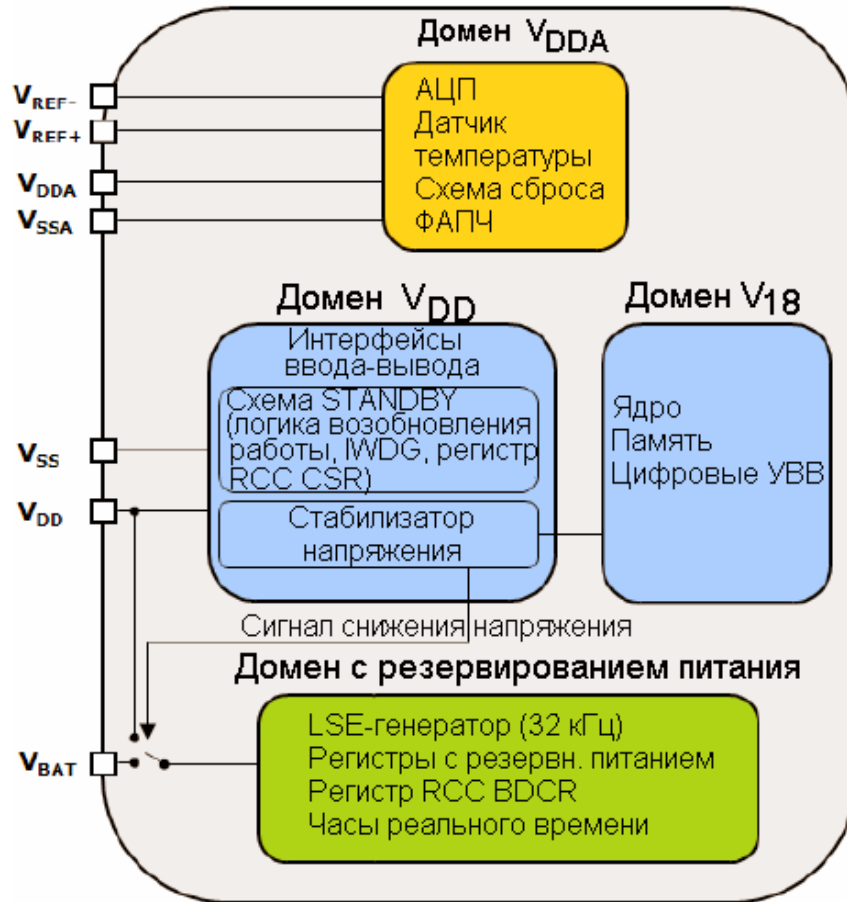 Домен VDDA
VREF-
VREF+
VDDA
VSSA
АЦП
Датчик
температуры
Схема сброса
ФАПЧ
Домен VDD
Интерфейсы
ввода-вывода
Схема STANDBY
(логика возобновления
работы, IWDG, регистр
RCC CSR)
Стабилизатор
напряжения
Домен V18
Ядро
Память
Цифровые УВВ
VSS
VDD
Сигнал снижения напряжения
Домен с резервированием питания
VBAT
LSE-генератор (32 кГц)
Регистры с резервн. питанием
Регистр RCC BDCR
Часы реального времени